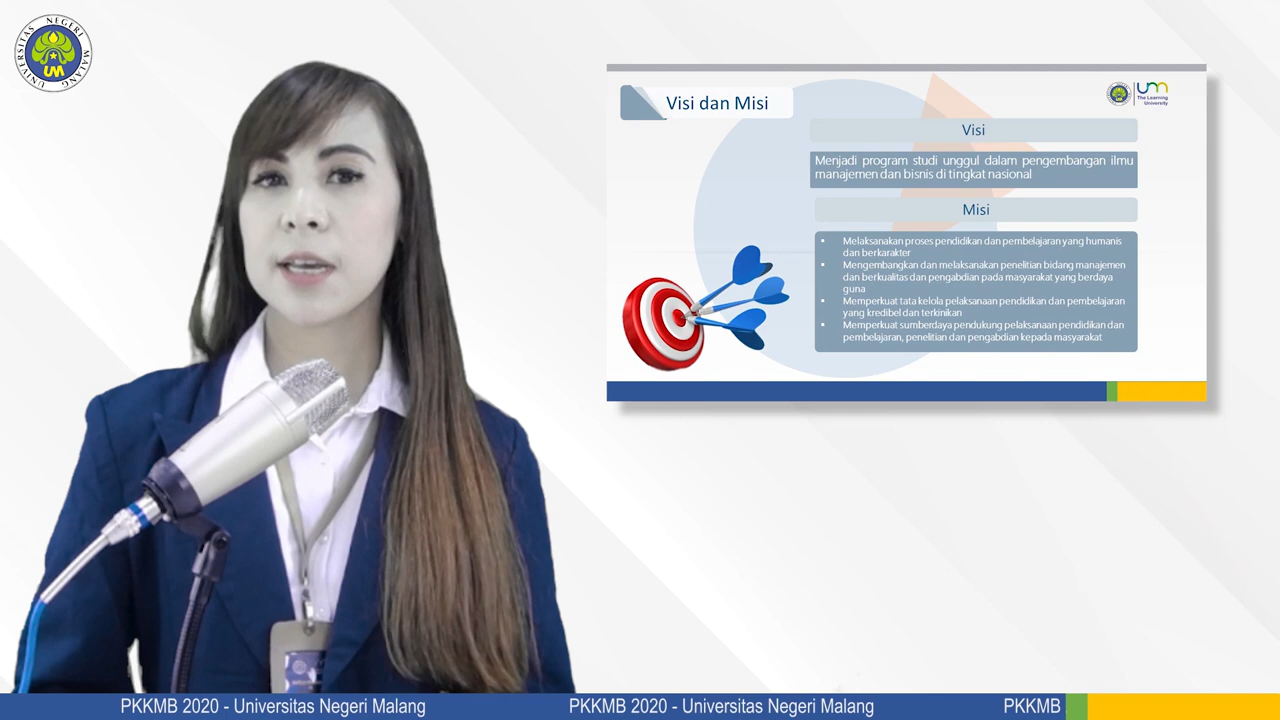 UNIVERSITAS NEGERI MALANG
UM
Visi dan Misi
um
The Learning
University
Visi
Menjadi program studi unggul dalam pengembangan ilmu
manajemen dan bisnis di tingkat nasional
Misi
▪ Melaksanakan proses pendidikan dan pembelajaran yang humanis
dan berkarakter
▪ Mengembangkan dan melaksanakan penelitian bidang manajemen
dan berkualitas dan pengabdian pada masyarakat yang berdaya
guna
▪ Memperkuat tata kelola pelaksanaan pendidikan dan pembelajaran
yang kredibel dan terkinikan
▪ Memperkuat sumberdaya pendukung pelaksanaan pendidikan dan
pembelajaran, penelitian dan pengabdian kepada masyarakat
PKKMB 2020 - Universitas Negeri Malang PKKMB 2020 - Universitas Negeri Malang PKKMB